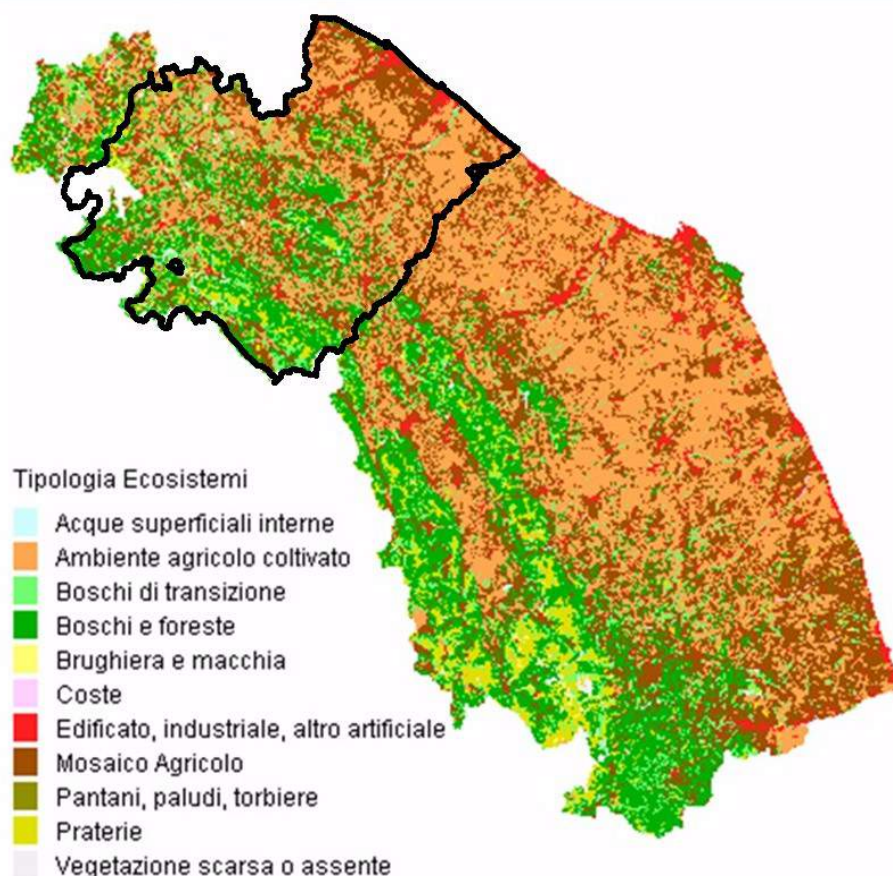 Tipologia Ecosistemi
Acque superficiali interne
Ambiente agricolo coltivato
Boschi di transizione
Boschi e foreste
Brughiera e macchia
Coste
Edificato, industriale, altro artificiale
Mosaico Agricolo
Pantani, paludi, torbiere
Praterie
Vegetazione scarsa o assente